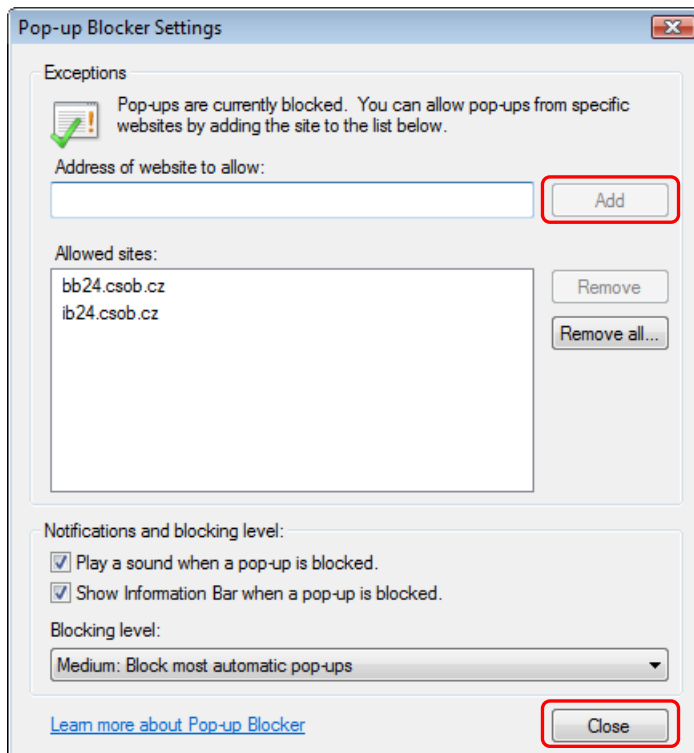 Pop-up Blocker Settings
Exceptions
Pop-ups are currently blocked. You can allow pop-ups from specific
websites by adding the site to the list below.
Address of website to allow:
Add
Allowed sites:
bb24.csob.cz
ib24.csob.cz
Remove
Remove all...
Notifications and blocking level:
Play a sound when a pop-up is blocked.
Show Information Bar when a pop-up is blocked.
Blocking level:
Medium: Block most automatic pop-ups
Learn more about Pop-up Blocker
Close